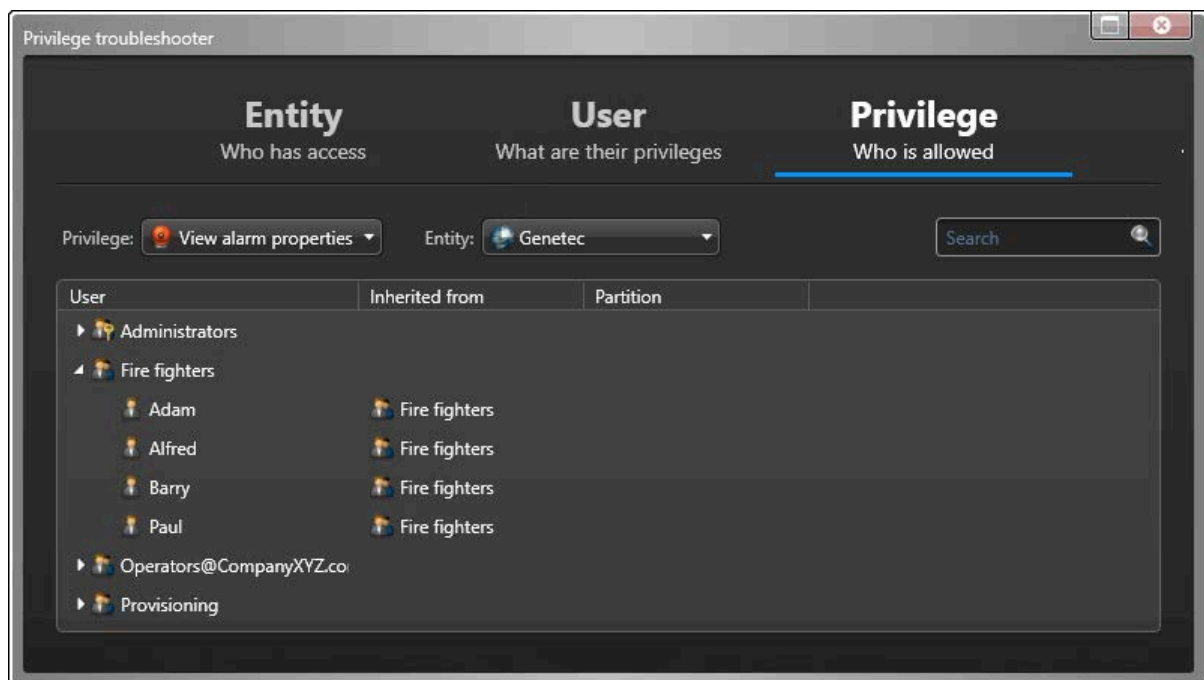 Privilege troubleshooter
Entity User Privilege
Who has access What are their privileges Who is allowed
Privilege: View alarm properties Entity: Genetec Search
User Inherited from Partition
Administrators
Fire fighters
Adam Fire fighters
Alfred Fire fighters
Barry Fire fighters
Paul Fire fighters
Operators@CompanyXYZ.co
Provisioning